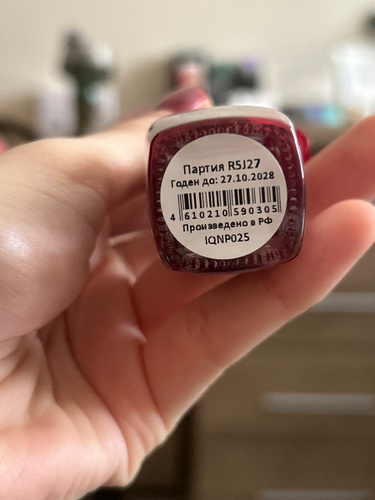 Партия R5J27
Годен до: 27.10.2028
4 610210 590305
Произведено в РФ
IQNP025